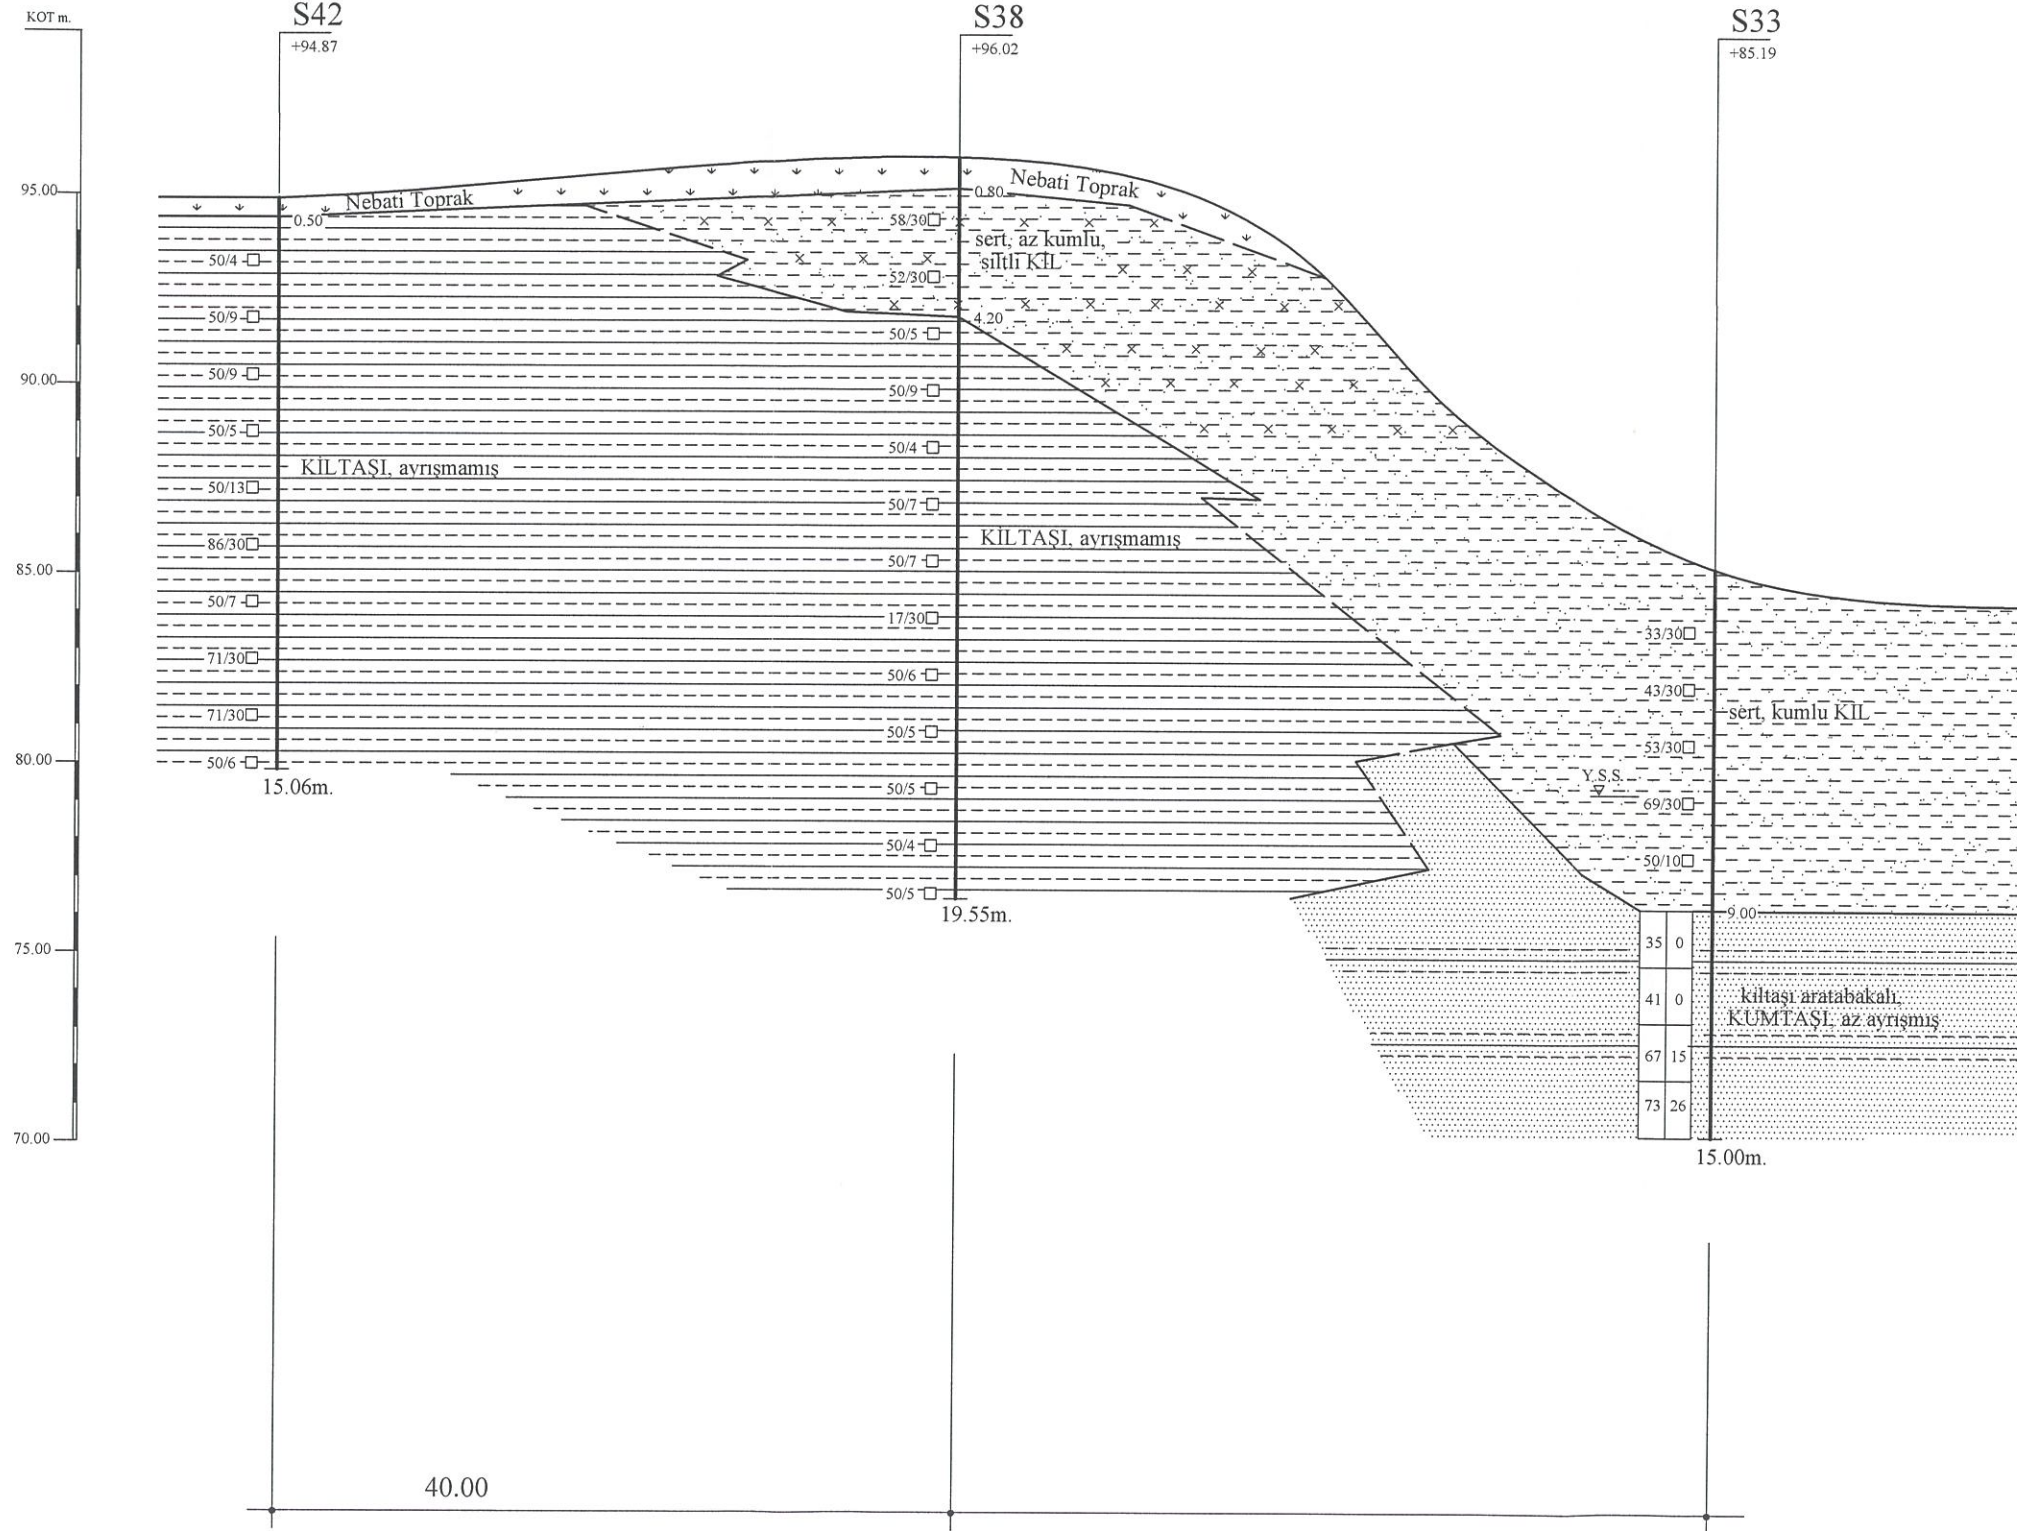 KOT m.
S42
+94.87
S38
+96.02
S33
+85.19
95.00
90.00
85.00
80.00
75.00
70.00
Nebati Toprak
0.50
50/4
50/9
50/9
50/5
50/13
86/30
50/7
71/30
71/30
50/6
KİLTAŞI, ayrışmamış
15.06m.
Nebati Toprak
0.80
58/30
sert, az kumlu,
siltli KİL
52/30
4.20
50/5
50/9
50/4
50/7
KİLTAŞI, ayrışmamış
50/7
17/30
50/6
50/5
50/5
50/4
50/5
19.55m.
33/30
43/30
sert, kumlu KİL
53/30
Y.S.S.
69/30
50/10
9.00
35 0
41 0
67 15
73 26
kiltaşı aratabakalı,
KUMTAŞI, az ayrışmış
15.00m.
40.00